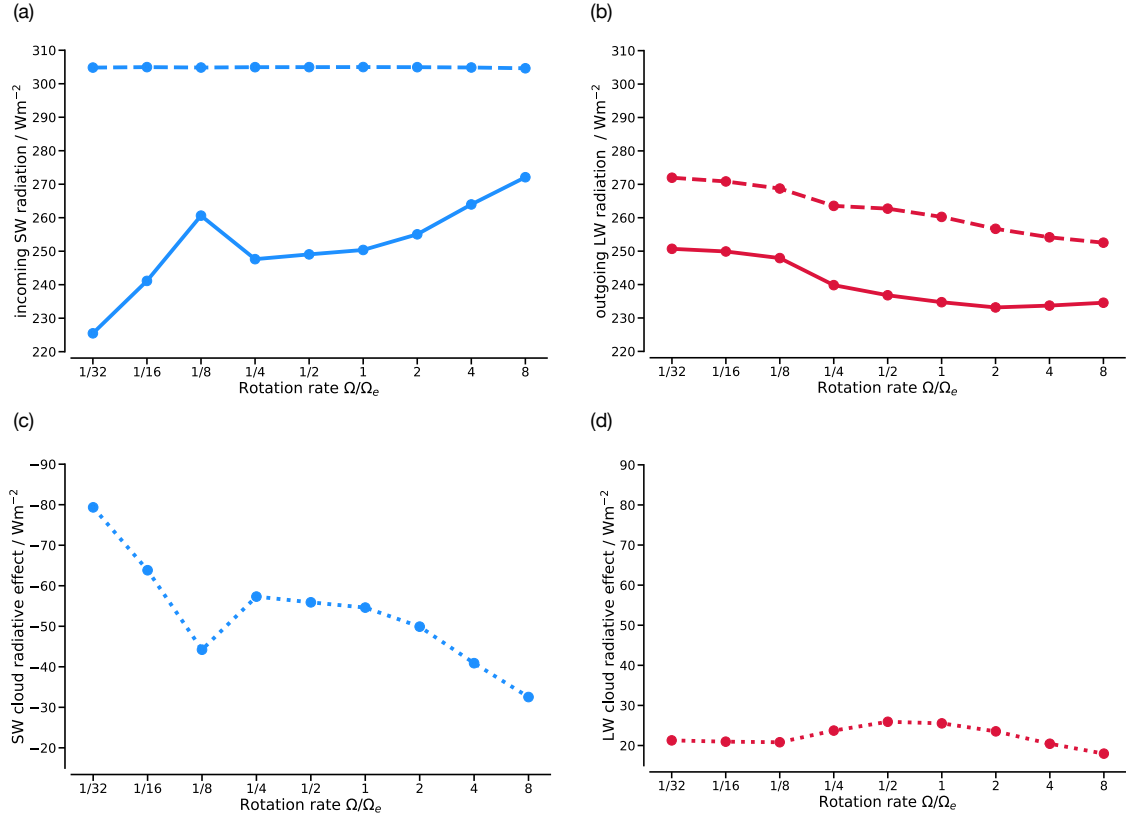 (a)
310
300
290
280
270
260
250
240
230
220
incoming SW radiation / Wm⁻²
1/32 1/16 1/8 1/4 1/2 1 2 4 8
Rotation rate Ω/Ωₑ
(b)
310
300
290
280
270
260
250
240
230
220
outgoing LW radiation / Wm⁻²
1/32 1/16 1/8 1/4 1/2 1 2 4 8
Rotation rate Ω/Ωₑ
(c)
−90
−80
−70
−60
−50
−40
−30
−20
SW cloud radiative effect / Wm⁻²
1/32 1/16 1/8 1/4 1/2 1 2 4 8
Rotation rate Ω/Ωₑ
(d)
90
80
70
60
50
40
30
20
LW cloud radiative effect/ Wm⁻²
1/32 1/16 1/8 1/4 1/2 1 2 4 8
Rotation rate Ω/Ωₑ